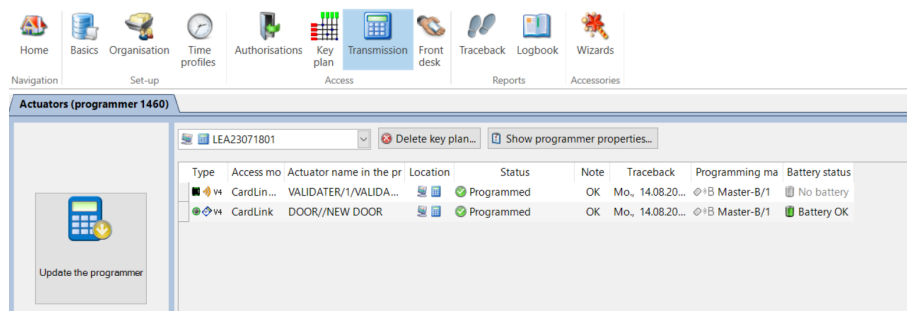 Home Basics Organisation Time profiles Authorisations Key plan Transmission Front desk Traceback Logbook Wizards
Navigation Set-up Access Reports Accessories
Actuators (programmer 1460)
LEA23071801 Delete key plan... Show programmer properties...
Type Access mo Actuator name in the pr Location Status Note Traceback Programming ma Battery status
V4 CardLin... VALIDATER/1/VALIDA... Programmed OK Mo., 14.08.20... B Master-B/1 No battery
V4 CardLink DOOR//NEW DOOR Programmed OK Mo., 14.08.20... B Master-B/1 Battery OK
Update the programmer